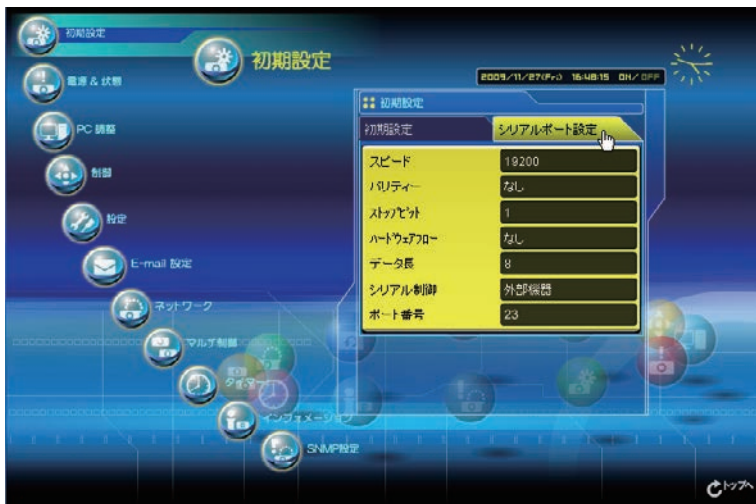 初期設定
電源 & 状態
PC 調整
制御
設定
E-mail 設定
ネットワーク
マルチ制御
タイマー
インフォメーション
SNMP設定
初期設定
2009/11/27(Fri) 16:48:15 ON/OFF
初期設定
初期設定 シリアルポート設定
スピード 19200
パリティー なし
ストップビット 1
ハードウェアフロー なし
データ長 8
シリアル制御 外部機器
ポート番号 23
トップへ